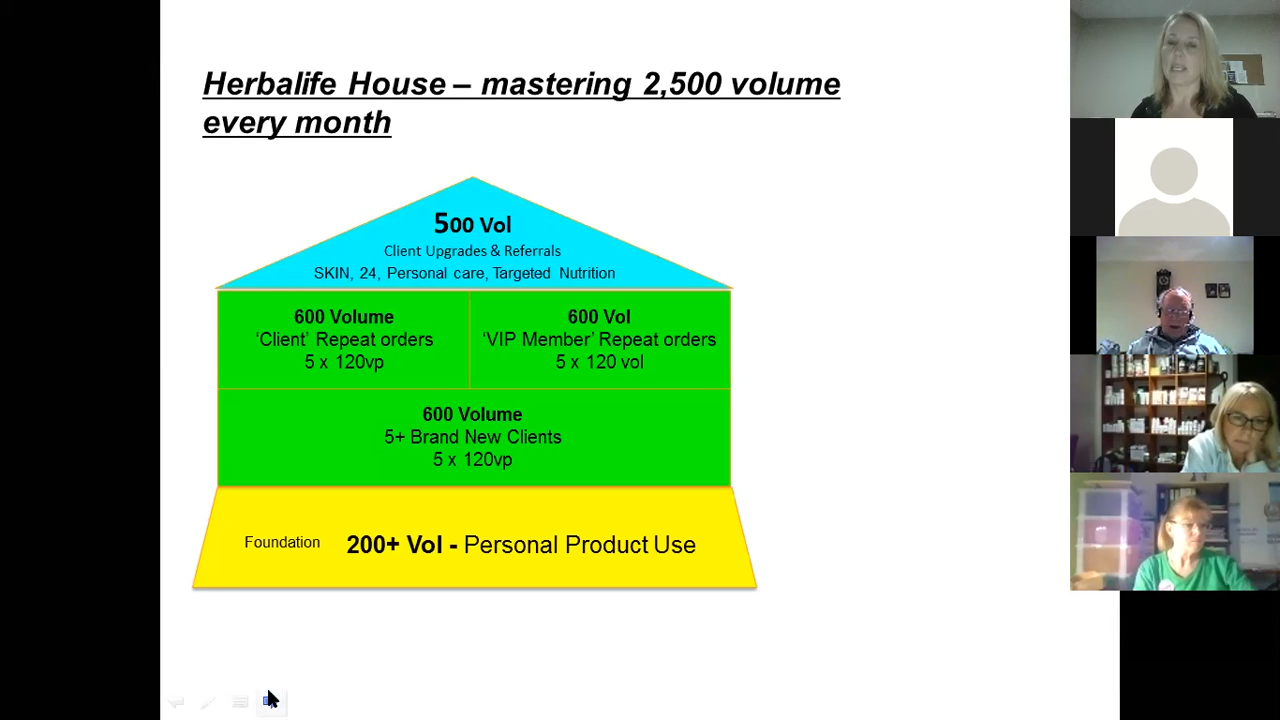 Herbalife House – mastering 2,500 volume
every month
500 Vol
Client Upgrades & Referrals
SKIN, 24, Personal care, Targeted Nutrition
600 Volume
‘Client’ Repeat orders
5 x 120vp
600 Vol
‘VIP Member’ Repeat orders
5 x 120 vol
600 Volume
5+ Brand New Clients
5 x 120vp
Foundation 200+ Vol - Personal Product Use